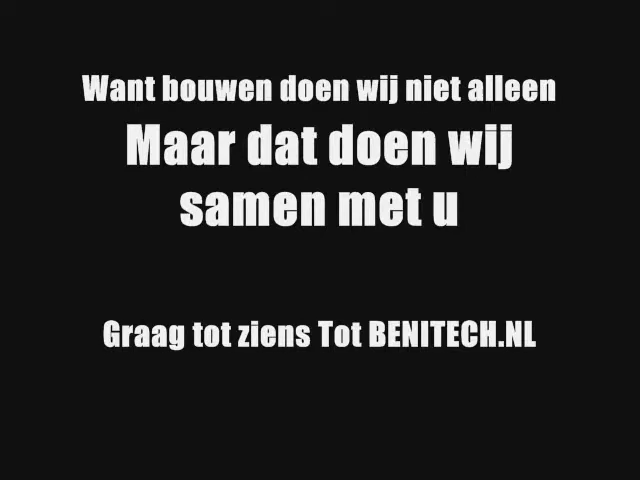 Want bouwen doen wij niet alleen
Maar dat doen wij
samen met u
Graag tot ziens Tot BENITECH.NL